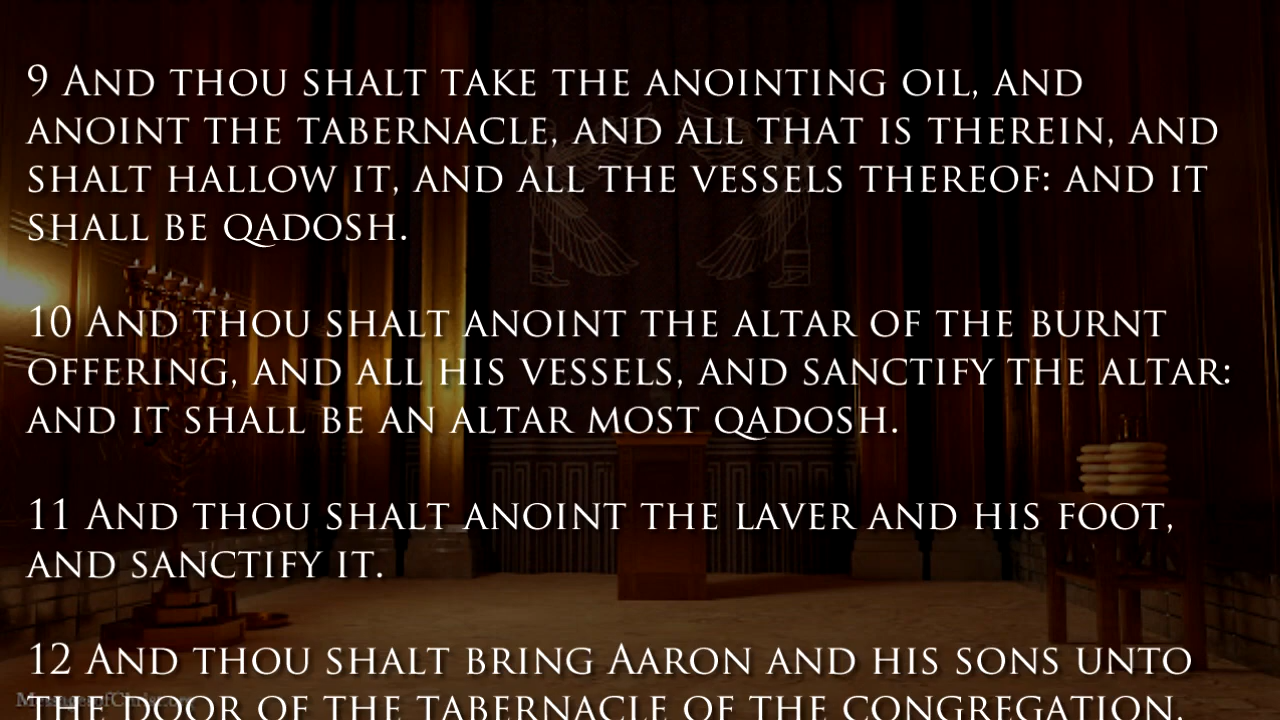 9 And thou shalt take the anointing oil, and
anoint the tabernacle, and all that is therein, and
shalt hallow it, and all the vessels thereof: and it
shall be qadosh.
10 And thou shalt anoint the altar of the burnt
offering, and all his vessels, and sanctify the altar:
and it shall be an altar most qadosh.
11 And thou shalt anoint the laver and his foot,
and sanctify it.
12 And thou shalt bring Aaron and his sons unto
the door of the tabernacle of the congregation,